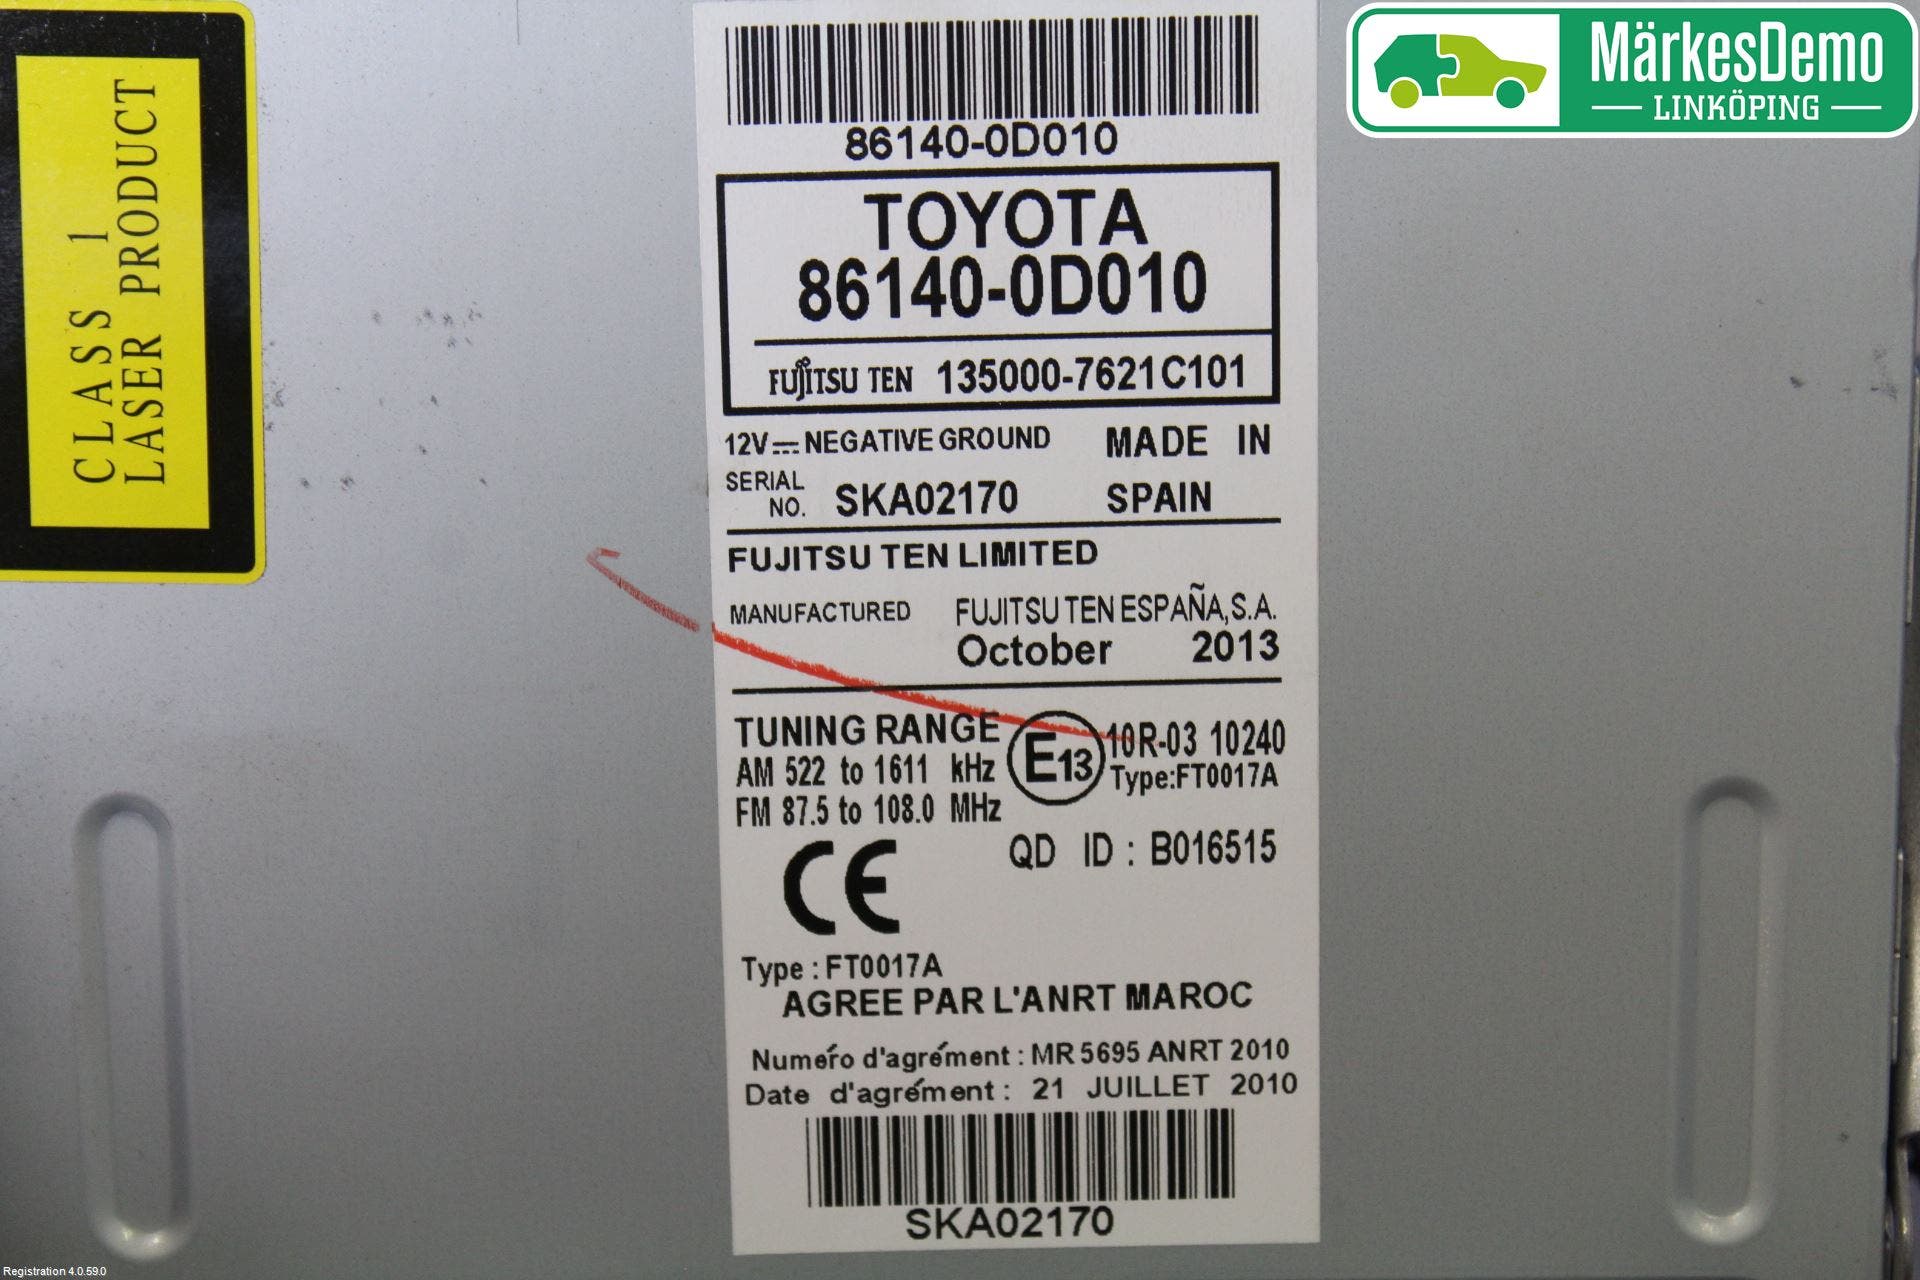 CLASS 1
LASER PRODUCT
MärkesDemo
LINKÖPING
86140-0D010
TOYOTA
86140-0D010
FUJITSU TEN 135000-7621C101
12V NEGATIVE GROUND MADE IN
SERIAL NO. SKA02170 SPAIN
FUJITSU TEN LIMITED
MANUFACTURED FUJITSU TEN ESPAÑA,S.A.
October 2013
TUNING RANGE
AM 522 to 1611 kHz
FM 87.5 to 108.0 MHz
E13
10R-03 10240
Type:FT0017A
QD ID : B016515
CE
Type : FT0017A
AGREE PAR L'ANRT MAROC
Numéro d'agrément : MR 5695 ANRT 2010
Date d'agrément : 21 JUILLET 2010
SKA02170
Registration 4.0.59.0